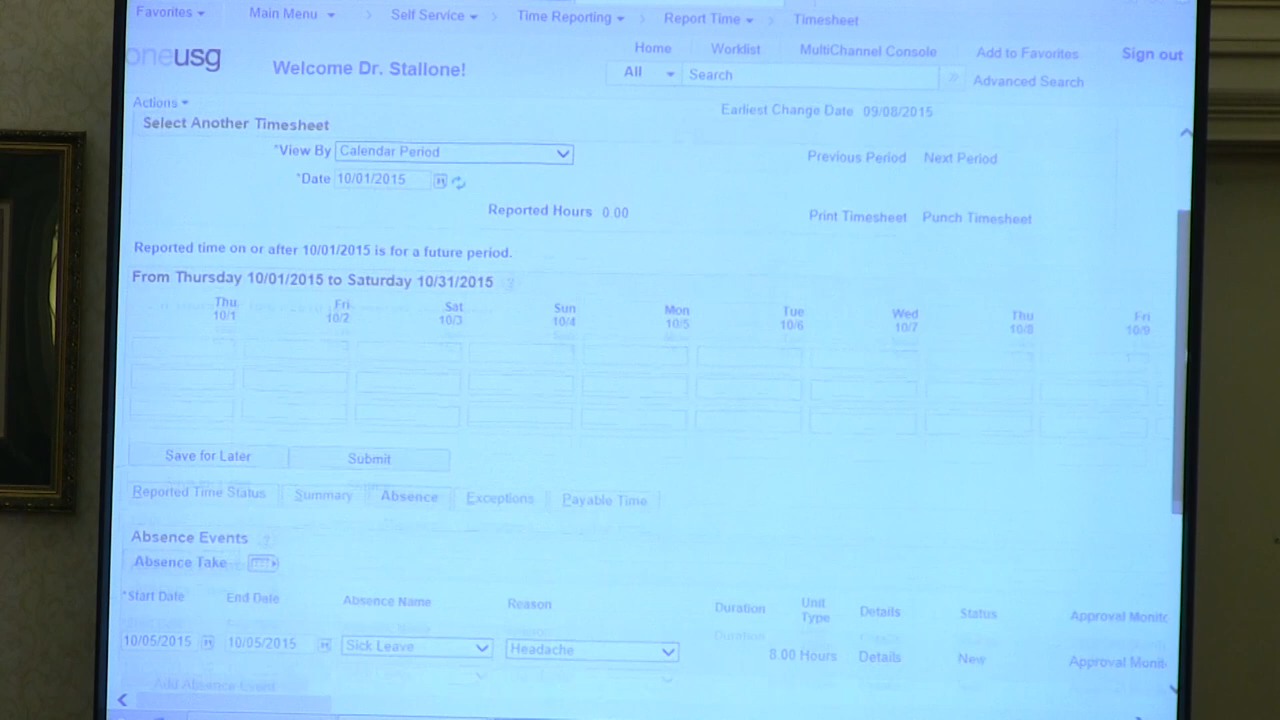 Favorites Main Menu > Self Service > Time Reporting > Report Time > Timesheet
oneusg
Home Worklist MultiChannel Console Add to Favorites Sign out
Welcome Dr. Stallone!
All Search Advanced Search
Actions
Earliest Change Date 09/08/2015
Select Another Timesheet
*View By Calendar Period
Previous Period Next Period
*Date 10/01/2015
Reported Hours 0.00
Print Timesheet Punch Timesheet
Reported time on or after 10/01/2015 is for a future period.
From Thursday 10/01/2015 to Saturday 10/31/2015
Thu Fri Sat Sun Mon Tue Wed Thu Fri
10/1 10/2 10/3 10/4 10/5 10/6 10/7 10/8 10/9
Save for Later Submit
Reported Time Status Summary Absence Exceptions Payable Time
Absence Events
Absence Take
*Start Date End Date Absence Name Reason Duration Unit Type Details Status Approval Monito
Duration
10/05/2015 10/05/2015 Sick Leave Headache 8.00 Hours Details New Approval Monit
Add Absence Event